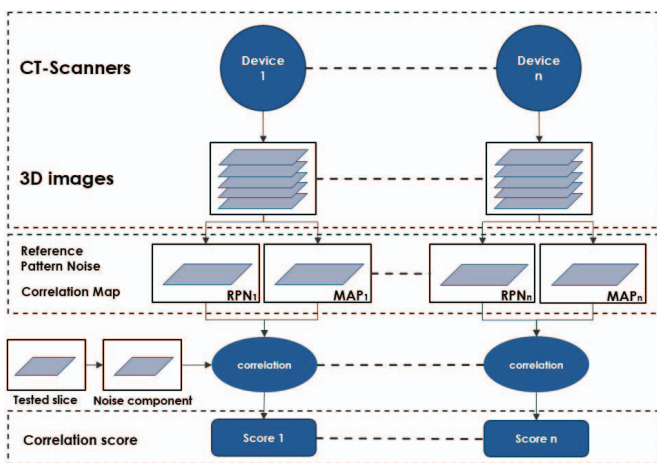 CT-Scanners
Device
1
Device
n
3D images
Reference
Pattern Noise
Correlation Map
RPN1
MAP1
RPNn
MAPn
correlation
correlation
Tested slice
Noise component
Correlation score
Score 1
Score n